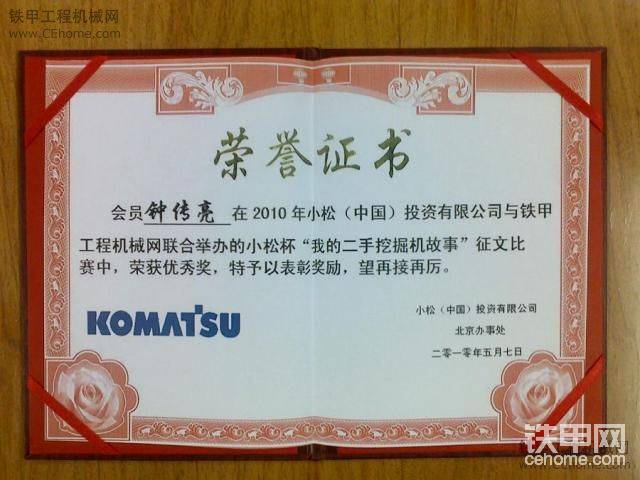 铁甲工程机械网
www.CEhome.com
荣誉证书
会员钟传亮 在 2010 年小松（中国）投资有限公司与铁甲
工程机械网联合举办的小松杯“我的二手挖掘机故事”征文比
赛中，荣获优秀奖，特予以表彰奖励，望再接再厉。
KOMATSU
小松（中国）投资有限公司
北京办事处
二零一零年五月七日
铁甲网
cehome.com